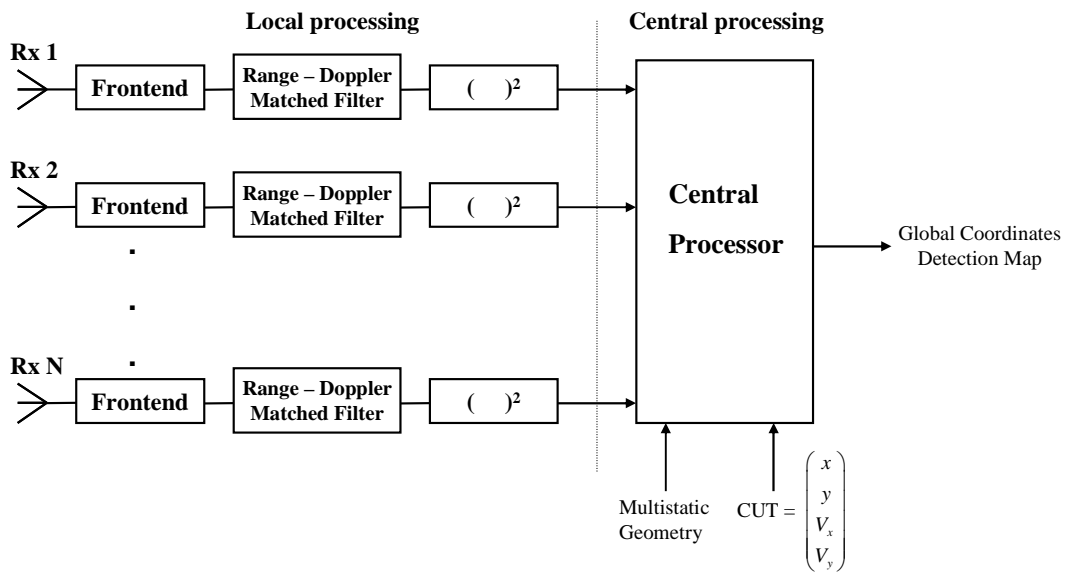 Local processing
Central processing
Rx 1
Frontend
Range – Doppler
Matched Filter
( )²
Rx 2
Frontend
Range – Doppler
Matched Filter
( )²
Central
Processor
Global Coordinates
Detection Map
Rx N
Frontend
Range – Doppler
Matched Filter
( )²
Multistatic
Geometry
CUT =
x
y
Vₓ
V_y